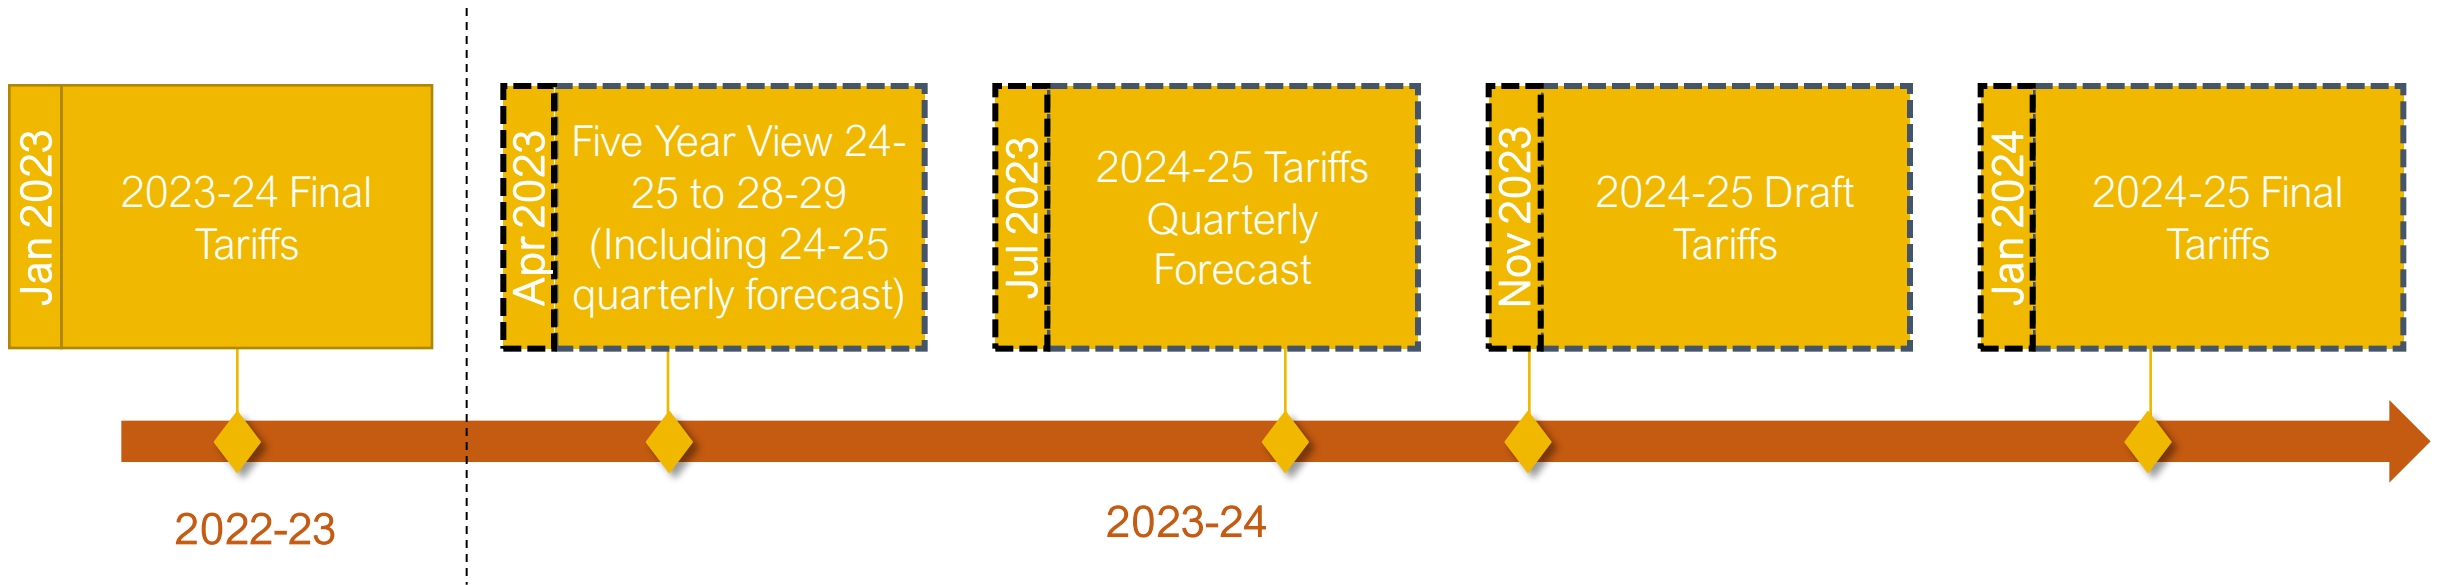 Jan 2023
2023-24 Final
Tariffs
Apr 2023
Five Year View 24-
25 to 28-29
(Including 24-25
quarterly forecast)
Jul 2023
2024-25 Tariffs
Quarterly
Forecast
Nov 2023
2024-25 Draft
Tariffs
Jan 2024
2024-25 Final
Tariffs
2022-23
2023-24